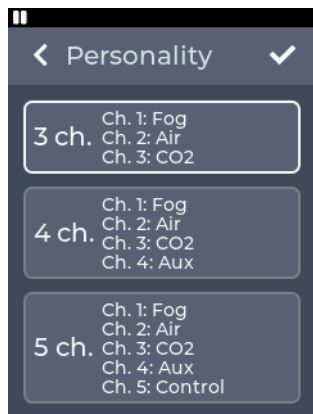 Personality
3 ch.
Ch. 1: Fog
Ch. 2: Air
Ch. 3: CO2
4 ch.
Ch. 1: Fog
Ch. 2: Air
Ch. 3: CO2
Ch. 4: Aux
5 ch.
Ch. 1: Fog
Ch. 2: Air
Ch. 3: CO2
Ch. 4: Aux
Ch. 5: Control